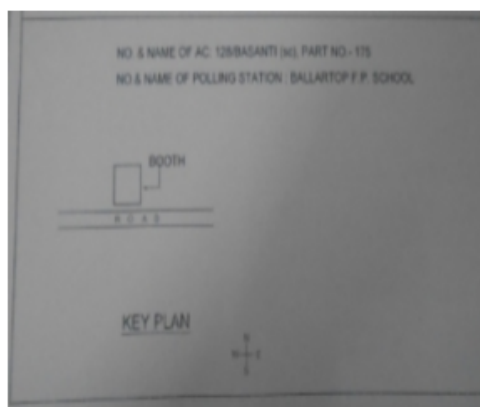 NO. & NAME OF AC: 128/BASANTI (sc), PART NO.- 175
NO.& NAME OF POLLING STATION : BALLARTOP F.P. SCHOOL
BOOTH
R O A D
KEY PLAN
N
W E
S